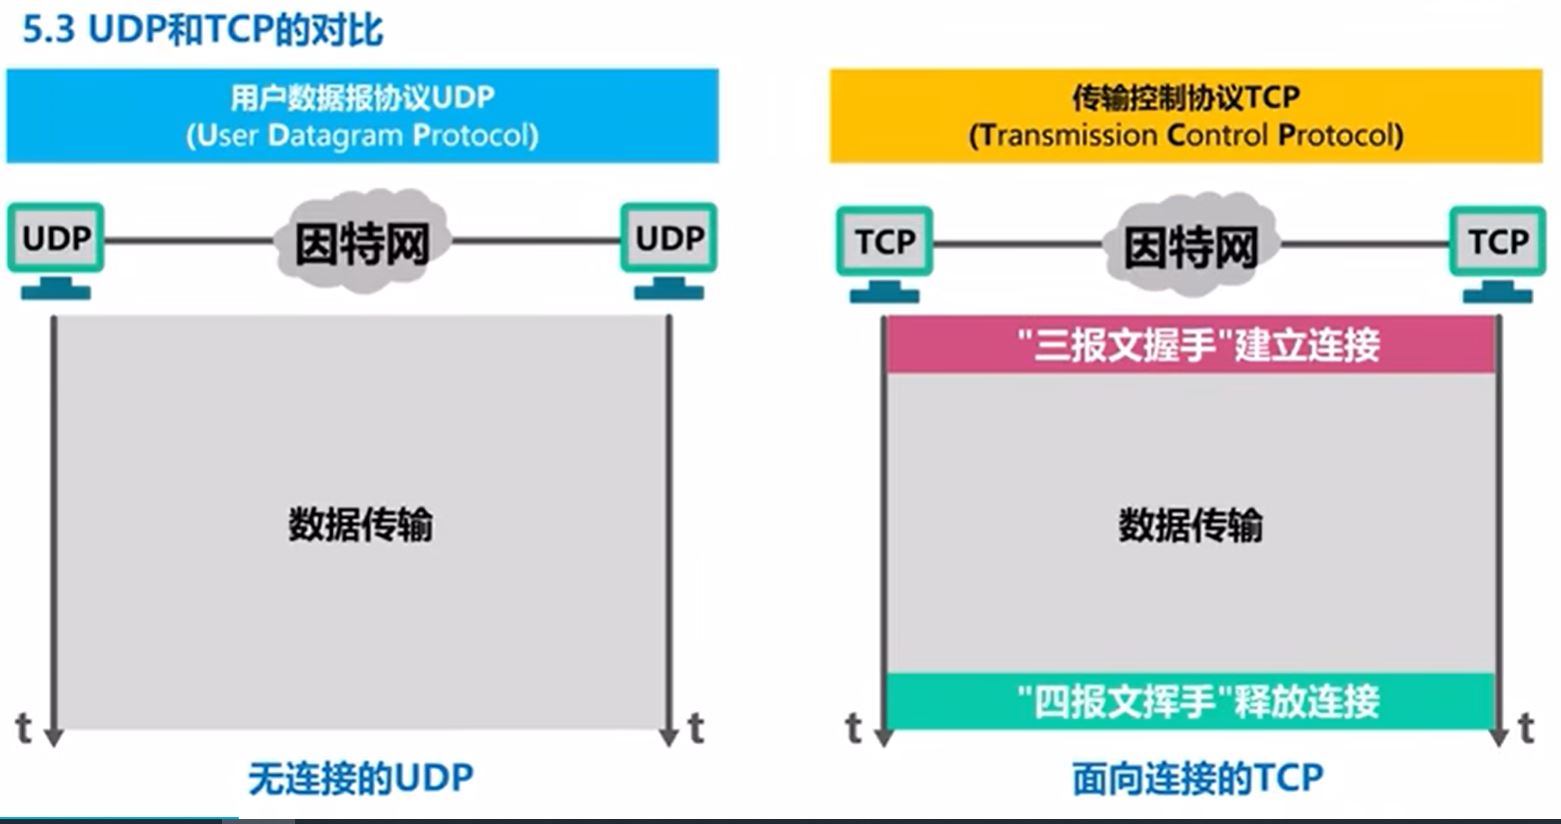 5.3 UDP和TCP的对比
用户数据报协议UDP
(User Datagram Protocol)
UDP
因特网
UDP
数据传输
t
t
无连接的UDP
传输控制协议TCP
(Transmission Control Protocol)
TCP
因特网
TCP
"三报文握手"建立连接
数据传输
"四报文挥手"释放连接
t
t
面向连接的TCP